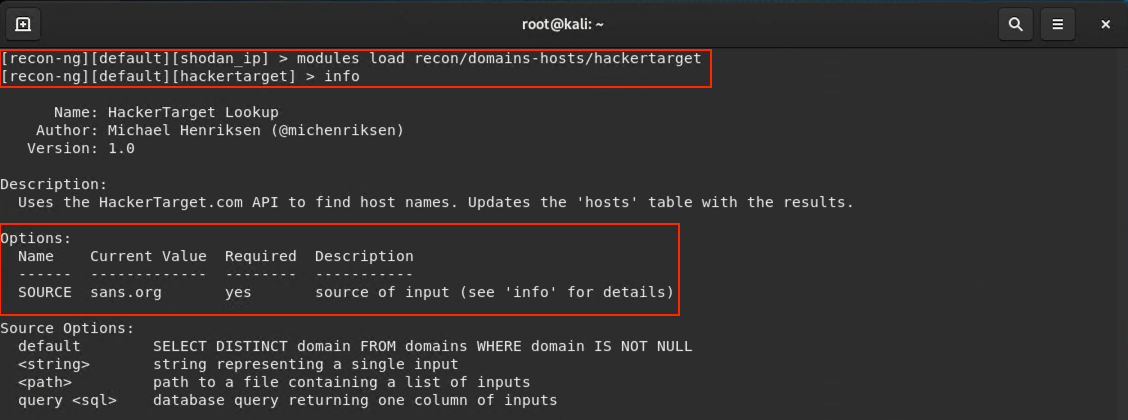 root@kali: ~
[recon-ng][default][shodan_ip] > modules load recon/domains-hosts/hackertarget
[recon-ng][default][hackertarget] > info
Name: HackerTarget Lookup
Author: Michael Henriksen (@michenriksen)
Version: 1.0
Description:
Uses the HackerTarget.com API to find host names. Updates the 'hosts' table with the results.
Options:
Name    Current Value  Required  Description
------  -------------  --------  -----------
SOURCE  sans.org       yes       source of input (see 'info' for details)
Source Options:
default        SELECT DISTINCT domain FROM domains WHERE domain IS NOT NULL
<string>       string representing a single input
<path>         path to a file containing a list of inputs
query <sql>    database query returning one column of inputs